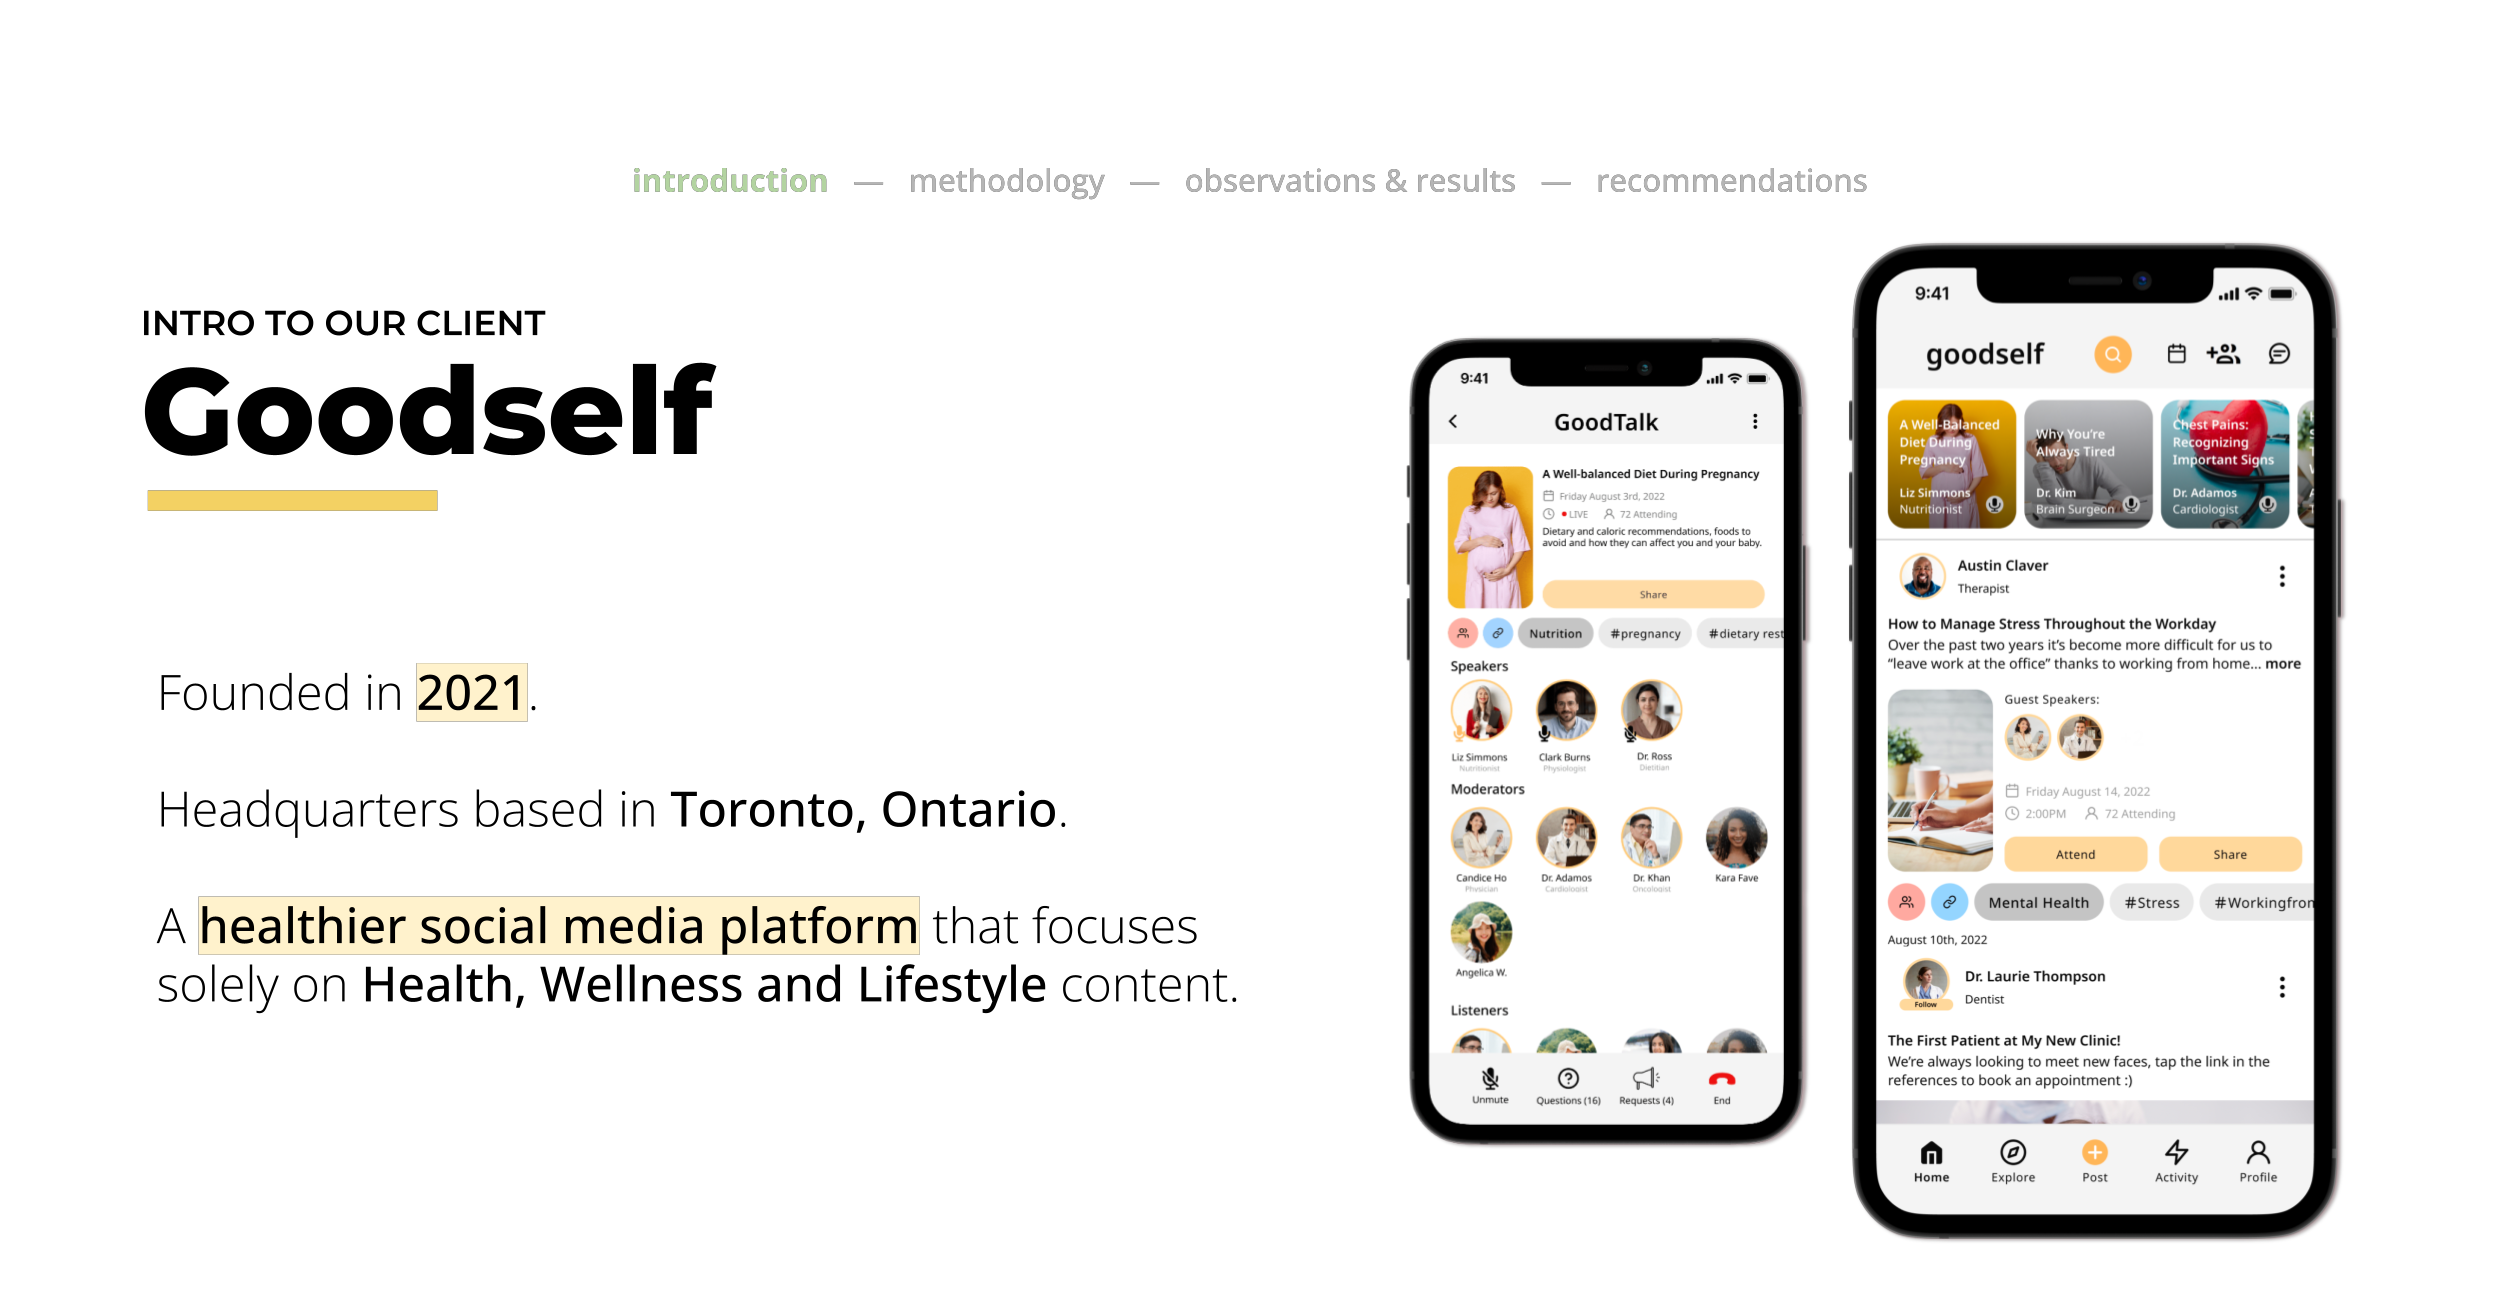 introduction — methodology — observations & results — recommendations
INTRO TO OUR CLIENT
Goodself
Founded in 2021.
Headquarters based in Toronto, Ontario.
A healthier social media platform that focuses
solely on Health, Wellness and Lifestyle content.
9:41
GoodTalk
A Well-balanced Diet During Pregnancy
Friday August 3rd, 2022
LIVE 72 Attending
Dietary and caloric recommendations, foods to
avoid and how they can affect you and your baby.
Share
Nutrition #pregnancy #dietary rest
Speakers
Liz Simmons Clark Burns Dr. Ross
Nutritionist Physiologist Dietitian
Moderators
Candice Ho Dr. Adamos Dr. Khan Kara Fave
Physician Cardiologist Oncologist
Angelica W.
Listeners
Unmute Questions (16) Requests (4) End
9:41
goodself
A Well-Balanced
Diet During
Pregnancy
Liz Simmons
Nutritionist
Why You're
Always Tired
Dr. Kim
Brain Surgeon
Chest Pains:
Recognizing
Important Signs
Dr. Adamos
Cardiologist
Austin Claver
Therapist
How to Manage Stress Throughout the Workday
Over the past two years it's become more difficult for us to
“leave work at the office” thanks to working from home... more
Guest Speakers:
Friday August 14, 2022
2:00PM 72 Attending
Attend Share
Mental Health #Stress #Workingfrom
August 10th, 2022
Dr. Laurie Thompson
Follow
Dentist
The First Patient at My New Clinic!
We're always looking to meet new faces, tap the link in the
references to book an appointment :)
Home Explore Post Activity Profile